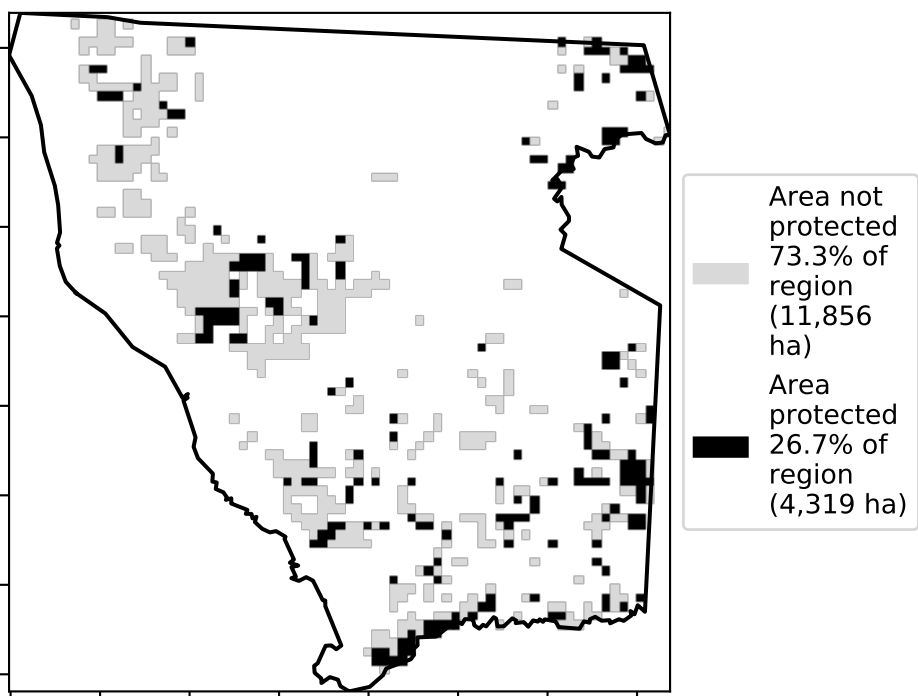 Area not
protected
73.3% of
region
(11,856
ha)
Area
protected
26.7% of
region
(4,319 ha)